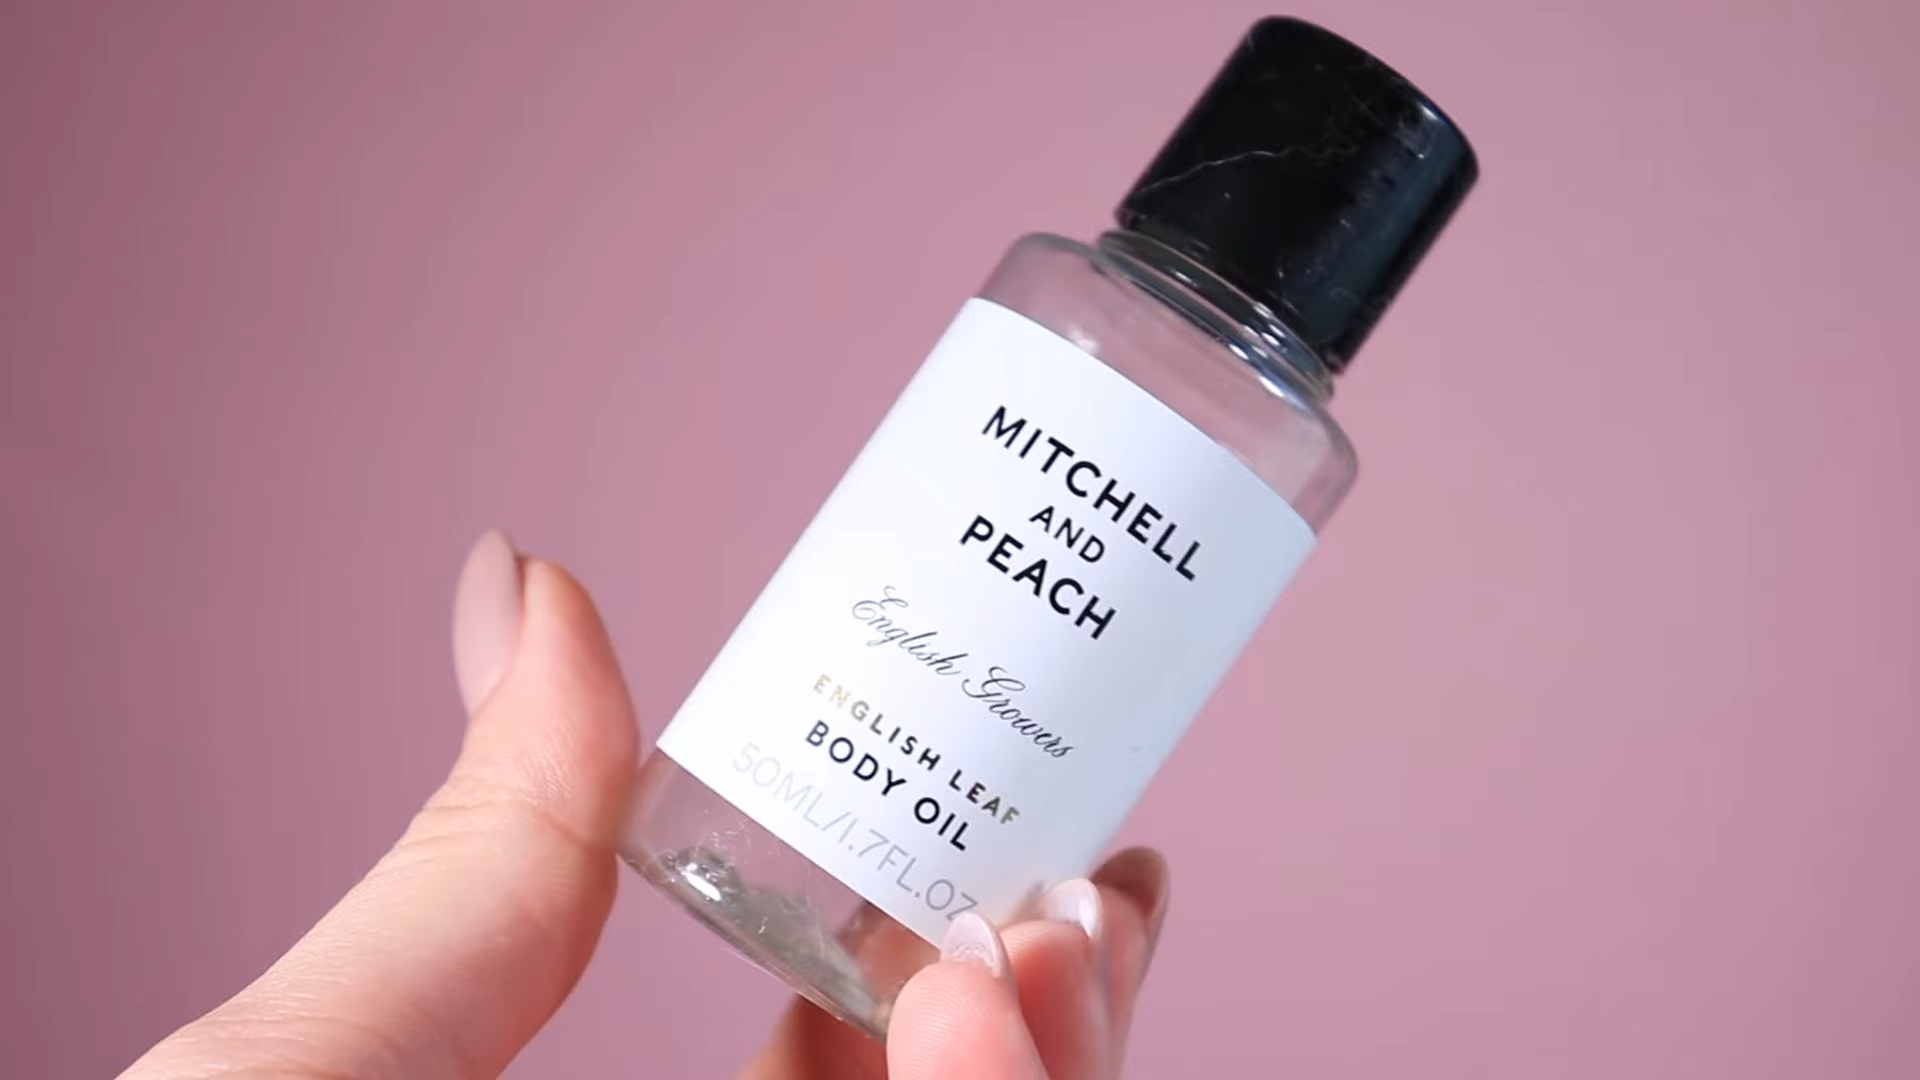 MITCHELL
AND
PEACH
English Growers
ENGLISH LEAF
BODY OIL
50ML/1.7FL.OZ